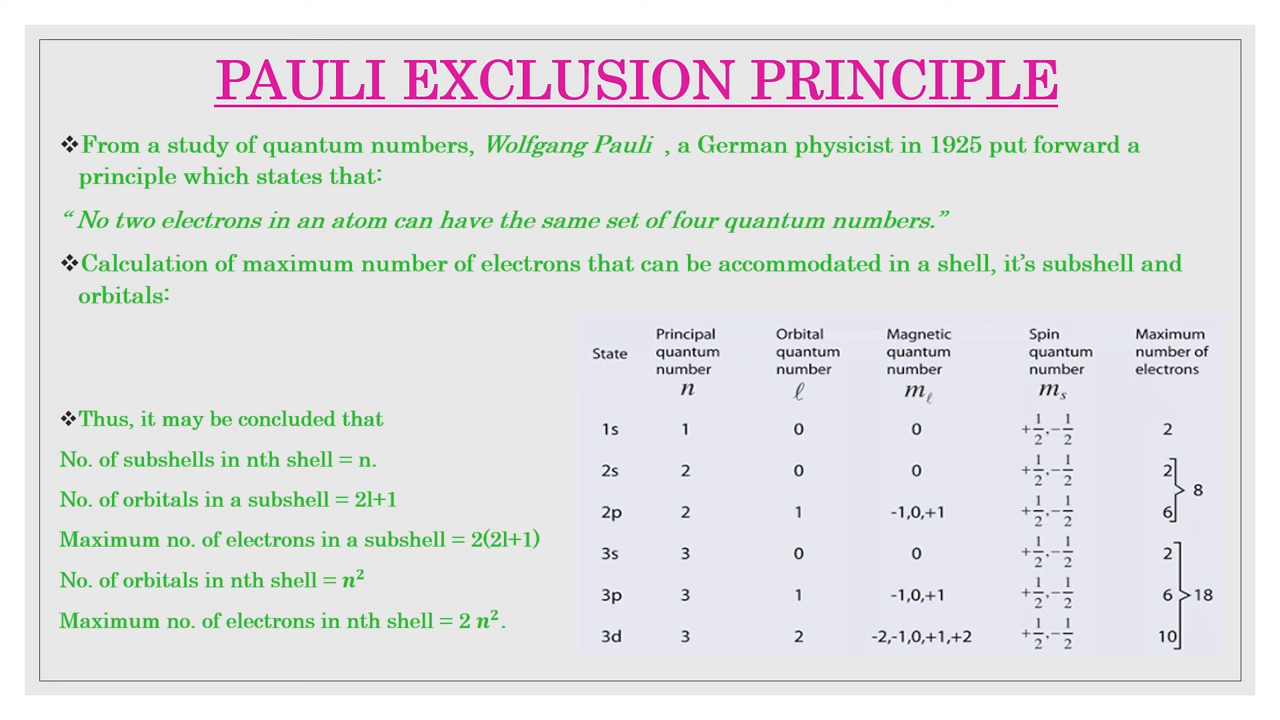 PAULI EXCLUSION PRINCIPLE
❖From a study of quantum numbers, Wolfgang Pauli , a German physicist in 1925 put forward a
principle which states that:
“ No two electrons in an atom can have the same set of four quantum numbers.”
❖Calculation of maximum number of electrons that can be accommodated in a shell, it’s subshell and
orbitals:
❖Thus, it may be concluded that
No. of subshells in nth shell = n.
No. of orbitals in a subshell = 2l+1
Maximum no. of electrons in a subshell = 2(2l+1)
No. of orbitals in nth shell = n²
Maximum no. of electrons in nth shell = 2 n².
State Principal quantum number n Orbital quantum number ℓ Magnetic quantum number mℓ Spin quantum number ms Maximum number of electrons
1s 1 0 0 +1/2,-1/2 2
2s 2 0 0 +1/2,-1/2 2
2p 2 1 -1,0,+1 +1/2,-1/2 6
8
3s 3 0 0 +1/2,-1/2 2
3p 3 1 -1,0,+1 +1/2,-1/2 6 18
3d 3 2 -2,-1,0,+1,+2 +1/2,-1/2 10